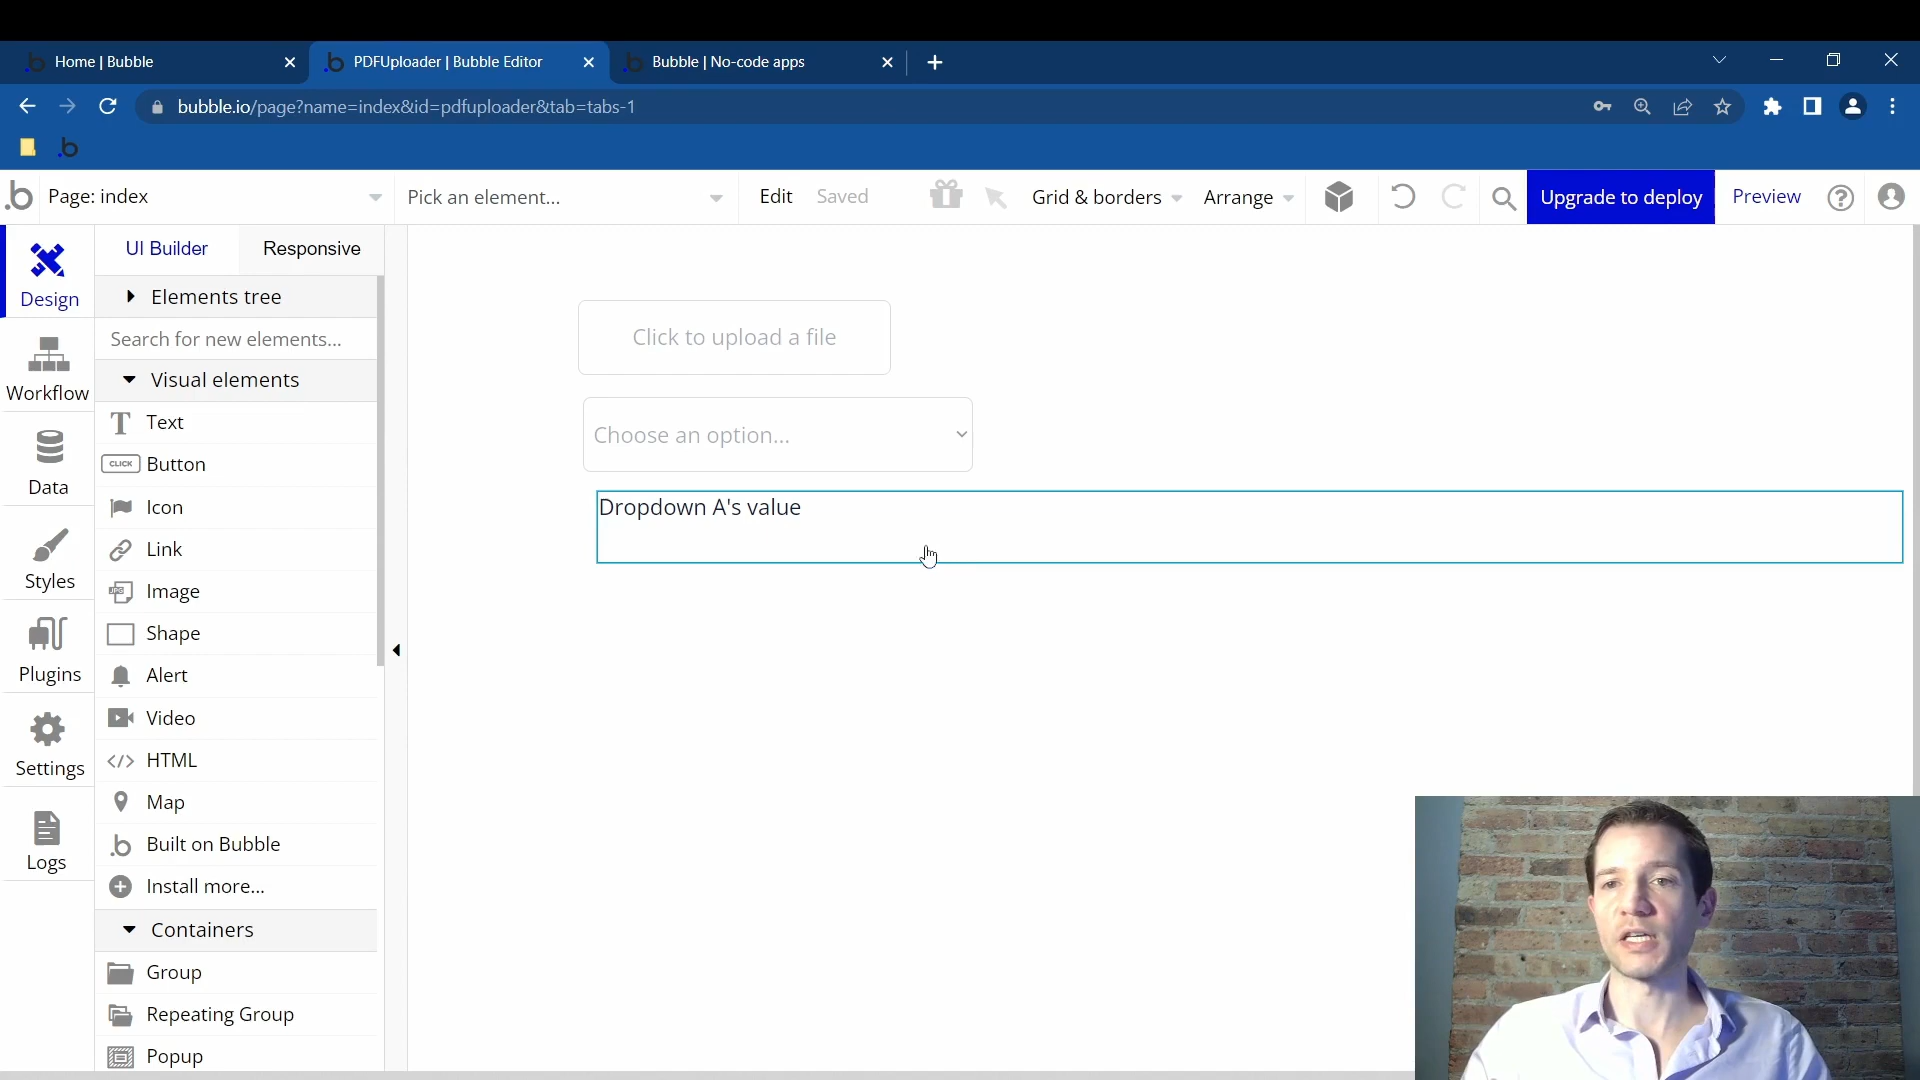 Home | Bubble
PDFUploader | Bubble Editor
Bubble | No-code apps
bubble.io/page?name=index&id=pdfuploader&tab=tabs-1
Page: index
Pick an element...
Edit
Saved
Grid & borders
Arrange
Upgrade to deploy
Preview
Design
Workflow
Data
Styles
Plugins
Settings
Logs
UI Builder
Responsive
Elements tree
Search for new elements...
Visual elements
Text
CLICK Button
Icon
Link
Image
Shape
Alert
Video
HTML
Map
Built on Bubble
Install more...
Containers
Group
Repeating Group
Popup
Click to upload a file
Choose an option...
Dropdown A's value